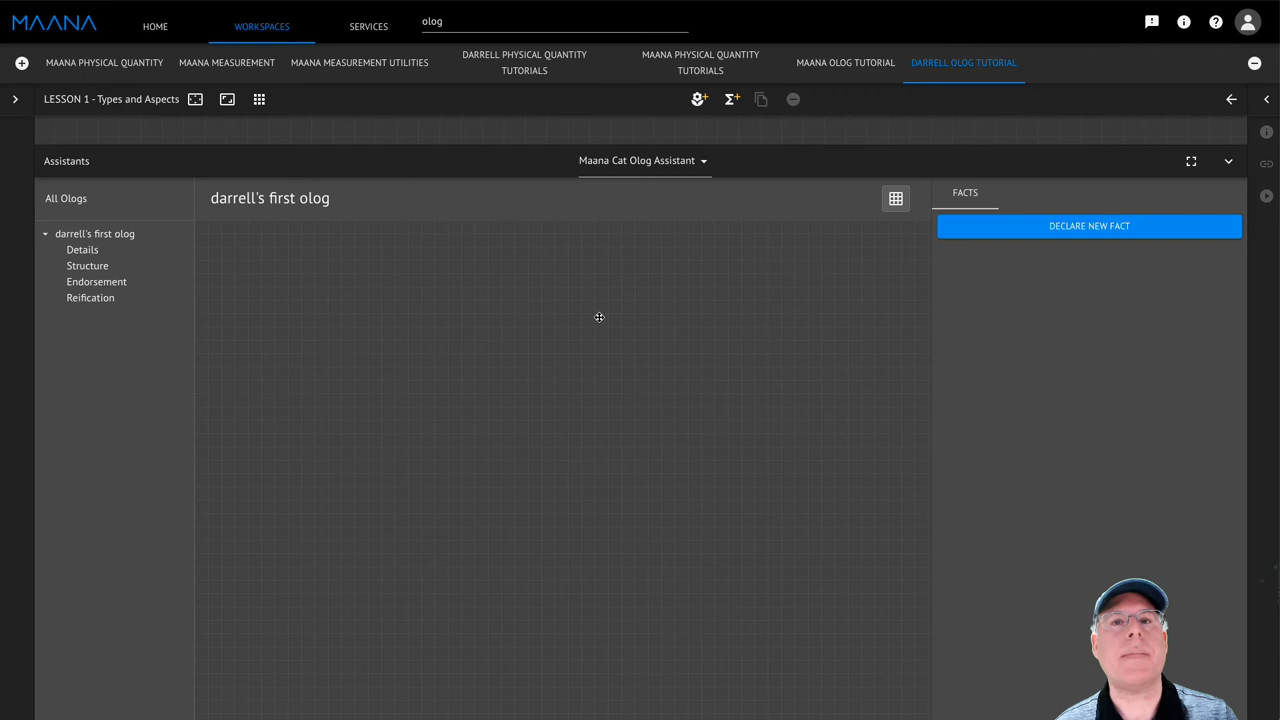 MAANA
HOME
WORKSPACES
SERVICES
olog
MAANA PHYSICAL QUANTITY
MAANA MEASUREMENT
MAANA MEASUREMENT UTILITIES
DARRELL PHYSICAL QUANTITY
TUTORIALS
MAANA PHYSICAL QUANTITY
TUTORIALS
MAANA OLOG TUTORIAL
DARRELL OLOG TUTORIAL
LESSON 1 - Types and Aspects
Assistants
Maana Cat Olog Assistant
All Ologs
darrell's first olog
FACTS
DECLARE NEW FACT
darrell's first olog
Details
Structure
Endorsement
Reification